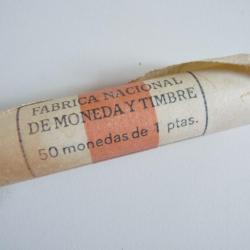 FABRICA NACIONAL
DE MONEDA Y TIMBRE
50 monedas de 1 ptas.